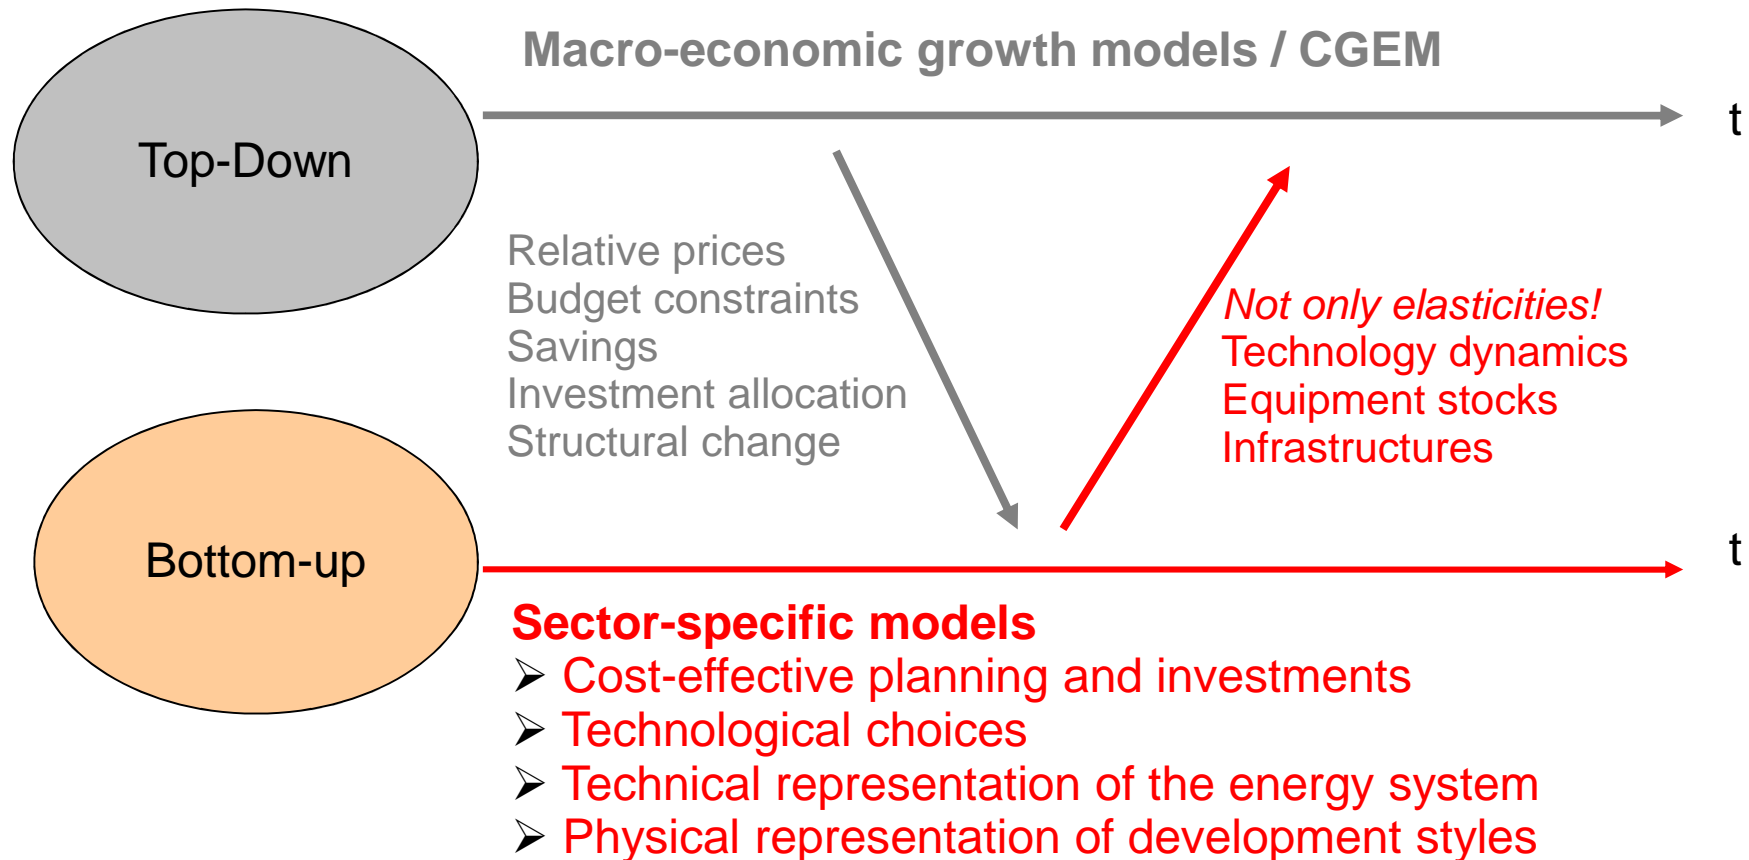 Macro-economic growth models / CGEM
t
Top-Down
Relative prices
Budget constraints
Savings
Investment allocation
Structural change
Not only elasticities!
Technology dynamics
Equipment stocks
Infrastructures
Bottom-up
t
Sector-specific models
➢ Cost-effective planning and investments
➢ Technological choices
➢ Technical representation of the energy system
➢ Physical representation of development styles